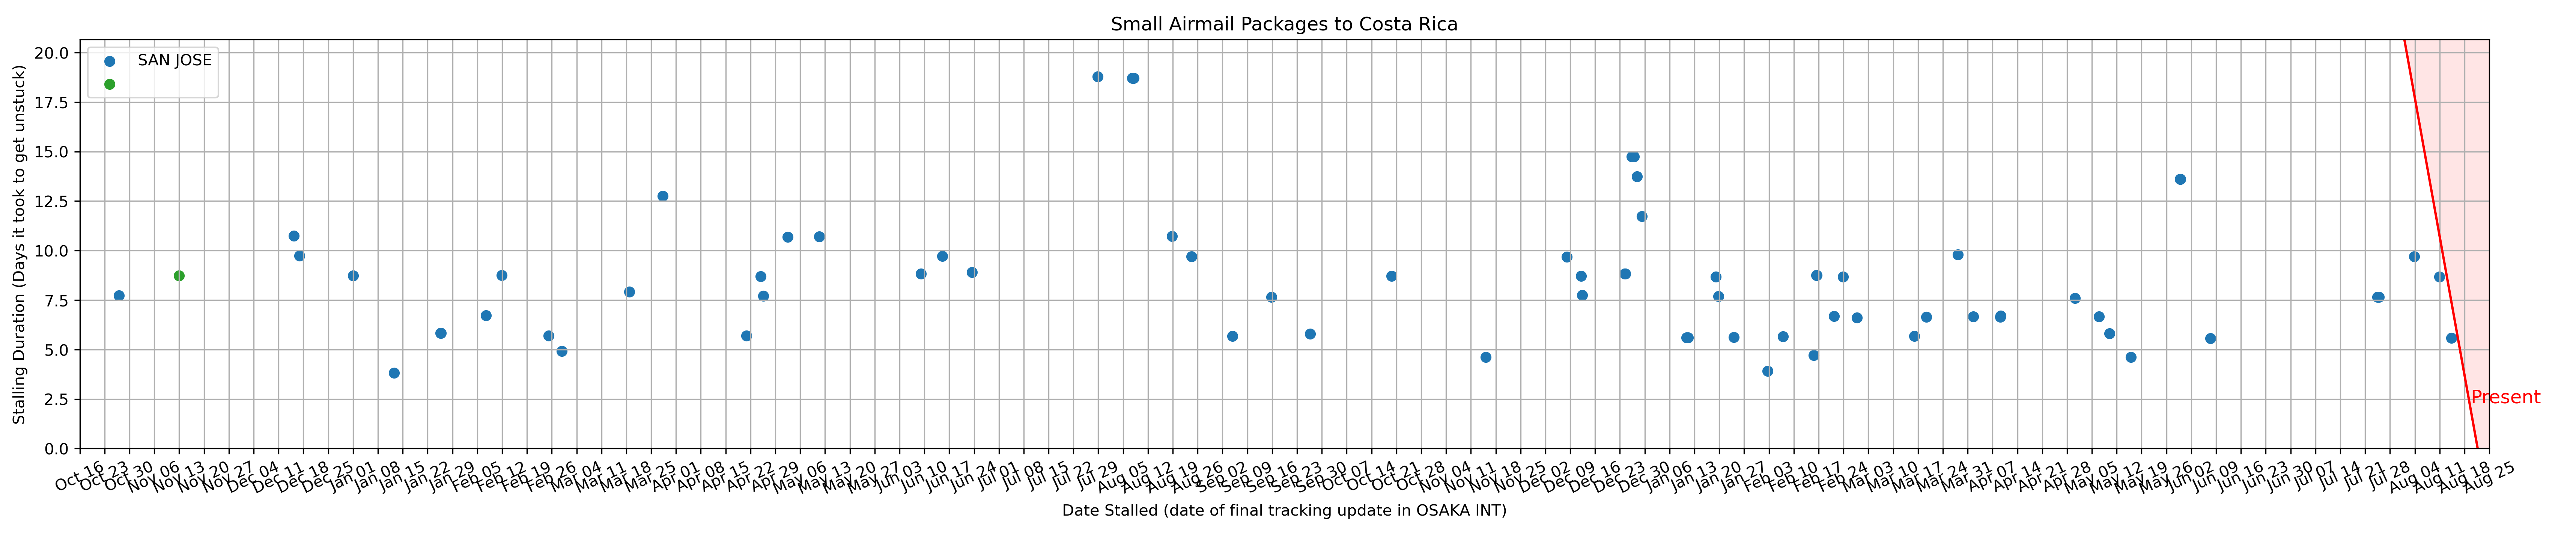 Small Airmail Packages to Costa Rica
SAN JOSE
Stalling Duration (Days it took to get unstuck)
20.0
17.5
15.0
12.5
10.0
7.5
5.0
2.5
0.0
Present
Oct 16
Oct 23
Oct 30
Nov 06
Nov 13
Nov 20
Nov 27
Dec 04
Dec 11
Dec 18
Dec 25
Jan 01
Jan 08
Jan 15
Jan 22
Jan 29
Feb 05
Feb 12
Feb 19
Feb 26
Mar 04
Mar 11
Mar 18
Mar 25
Apr 01
Apr 08
Apr 15
Apr 22
Apr 29
May 06
May 13
May 20
May 27
Jun 03
Jun 10
Jun 17
Jun 24
Jul 01
Jul 08
Jul 15
Jul 22
Jul 29
Aug 05
Aug 12
Aug 19
Aug 26
Sep 02
Sep 09
Sep 16
Sep 23
Sep 30
Oct 07
Oct 14
Oct 21
Oct 28
Nov 04
Nov 11
Nov 18
Nov 25
Dec 02
Dec 09
Dec 16
Dec 23
Dec 30
Jan 06
Jan 13
Jan 20
Jan 27
Feb 03
Feb 10
Feb 17
Feb 24
Mar 03
Mar 10
Mar 17
Mar 24
Mar 31
Apr 07
Apr 14
Apr 21
Apr 28
May 05
May 12
May 19
May 26
Jun 02
Jun 09
Jun 16
Jun 23
Jun 30
Jul 07
Jul 14
Jul 21
Jul 28
Aug 04
Aug 11
Aug 18
Aug 25
Date Stalled (date of final tracking update in OSAKA INT)